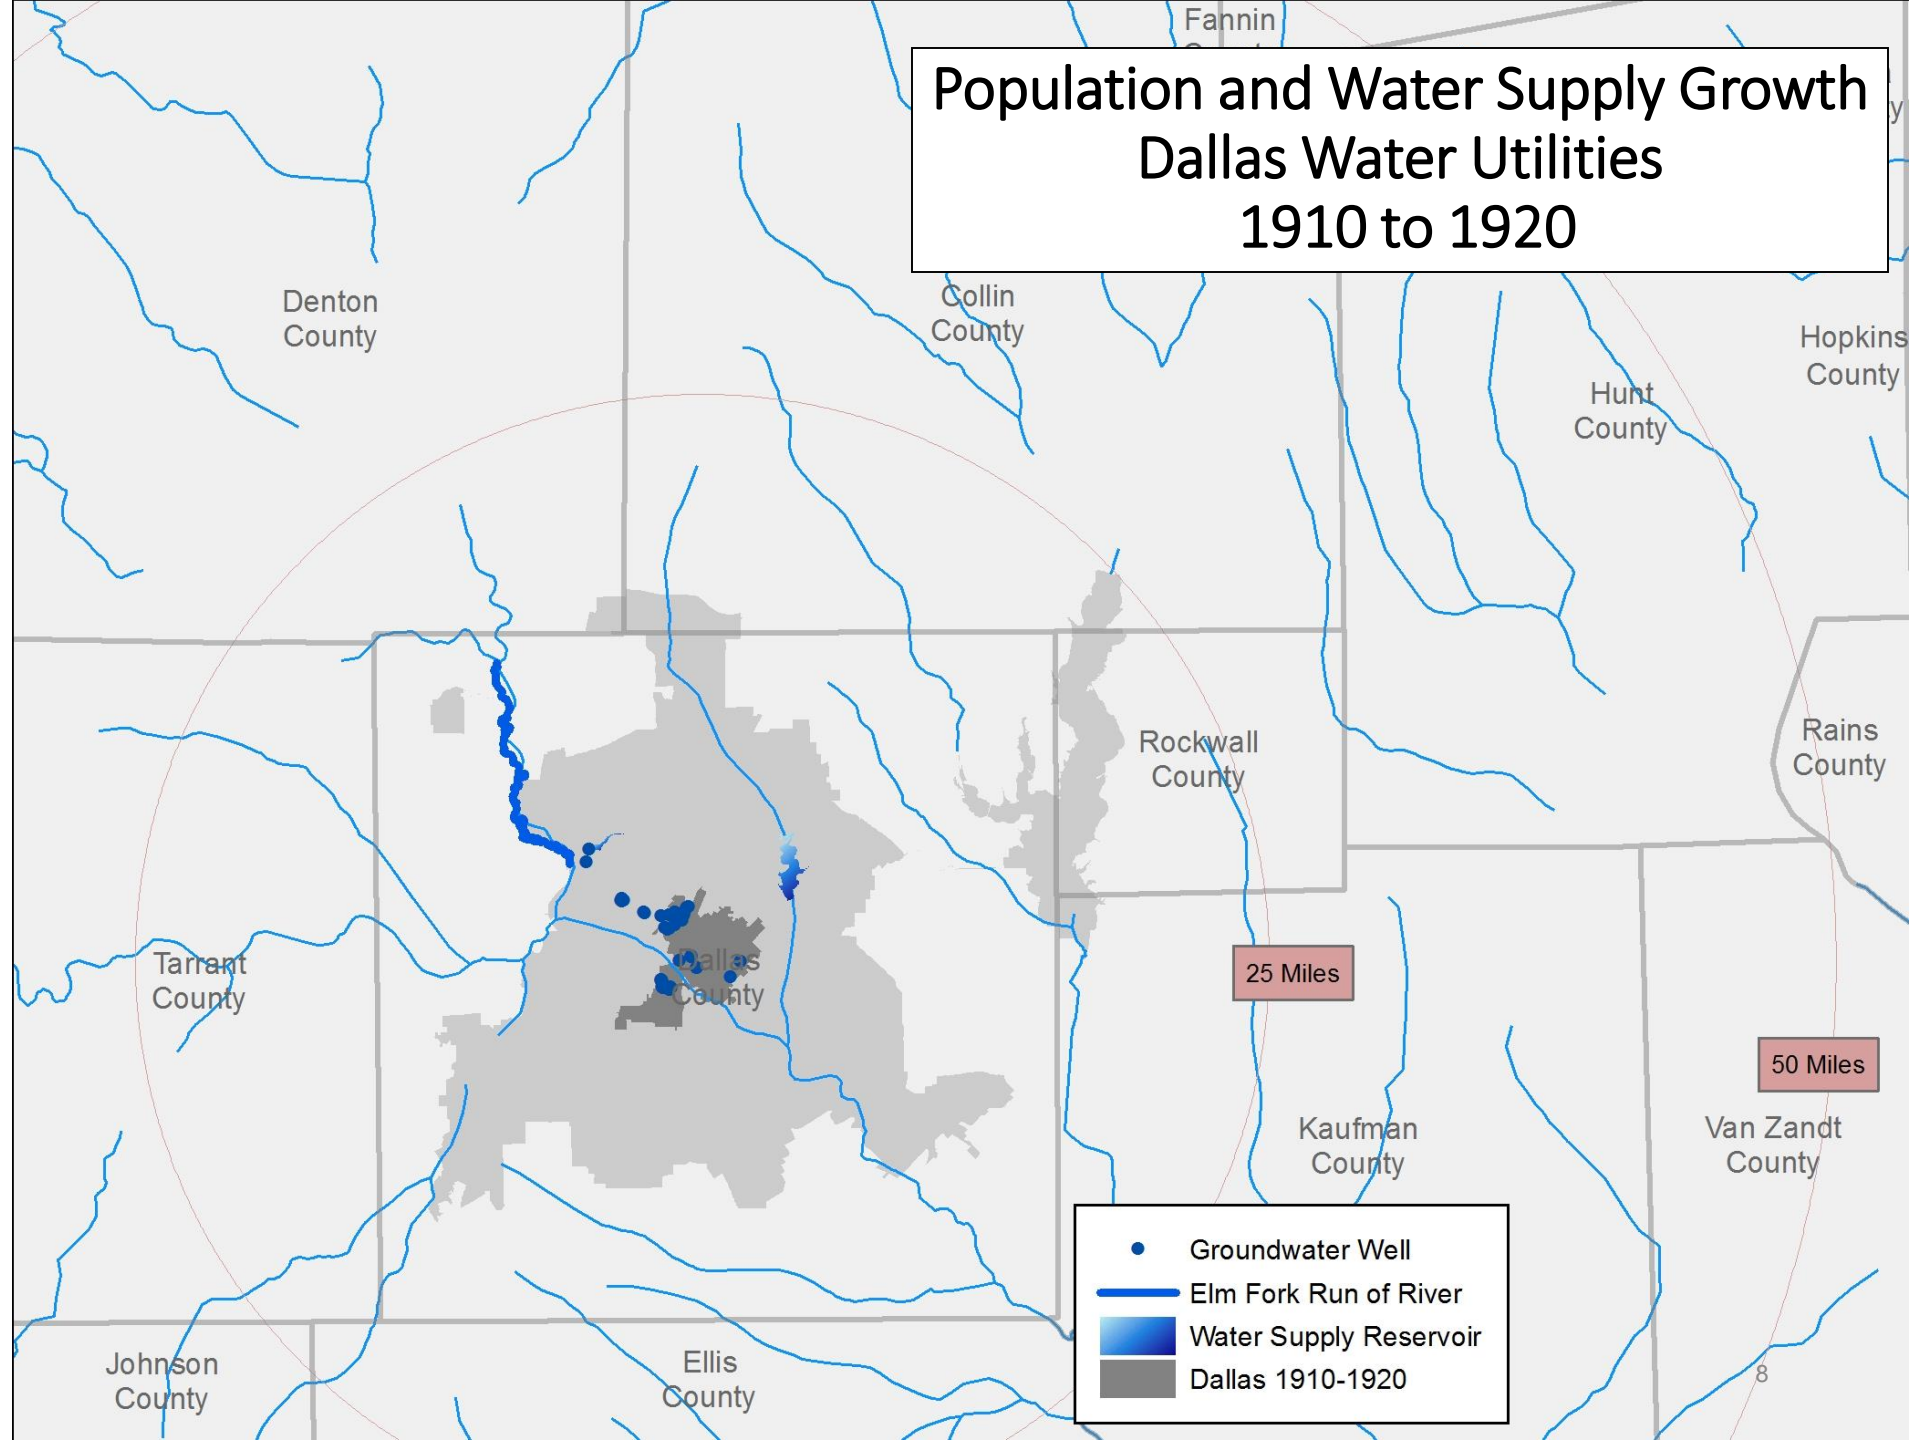 Fannin
Population and Water Supply Growth
Dallas Water Utilities
1910 to 1920
Denton
County
Collin
County
Hopkins
County
Hunt
County
Rockwall
County
Rains
County
Tarrant
County
Dallas
County
25 Miles
50 Miles
Kaufman
County
Van Zandt
County
Groundwater Well
Elm Fork Run of River
Water Supply Reservoir
Dallas 1910-1920
Johnson
County
Ellis
County
8